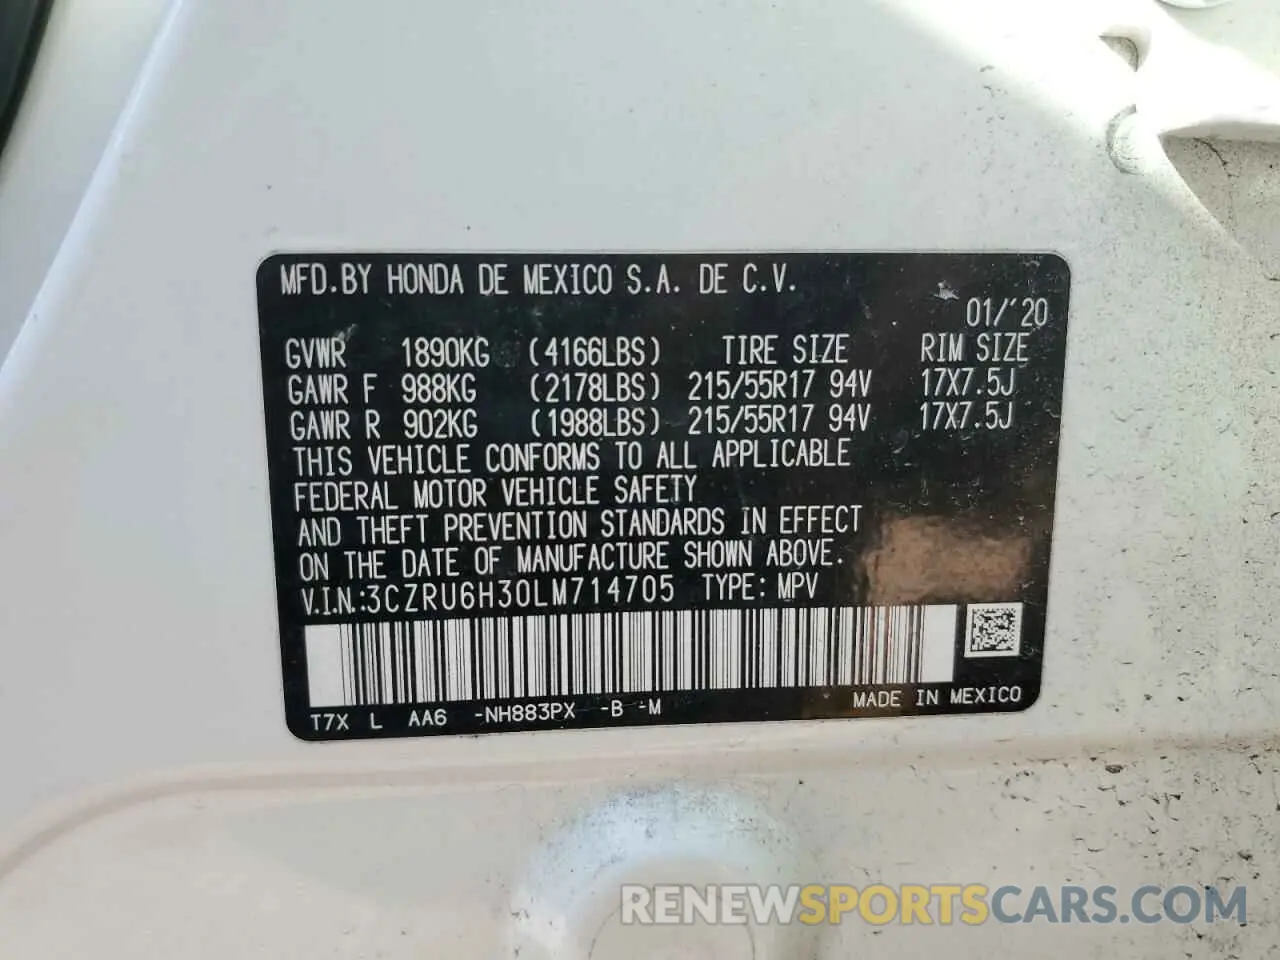 MFD.BY HONDA DE MEXICO S.A. DE C.V.
01/'20
GVWR 1890KG (4166LBS) TIRE SIZE RIM SIZE
GAWR F 988KG (2178LBS) 215/55R17 94V 17X7.5J
GAWR R 902KG (1988LBS) 215/55R17 94V 17X7.5J
THIS VEHICLE CONFORMS TO ALL APPLICABLE
FEDERAL MOTOR VEHICLE SAFETY
AND THEFT PREVENTION STANDARDS IN EFFECT
ON THE DATE OF MANUFACTURE SHOWN ABOVE.
V.I.N.:3CZRU6H30LM714705 TYPE: MPV
T7X L AA6 -NH883PX -B -M MADE IN MEXICO
RENEWSPORTSCARS.COM